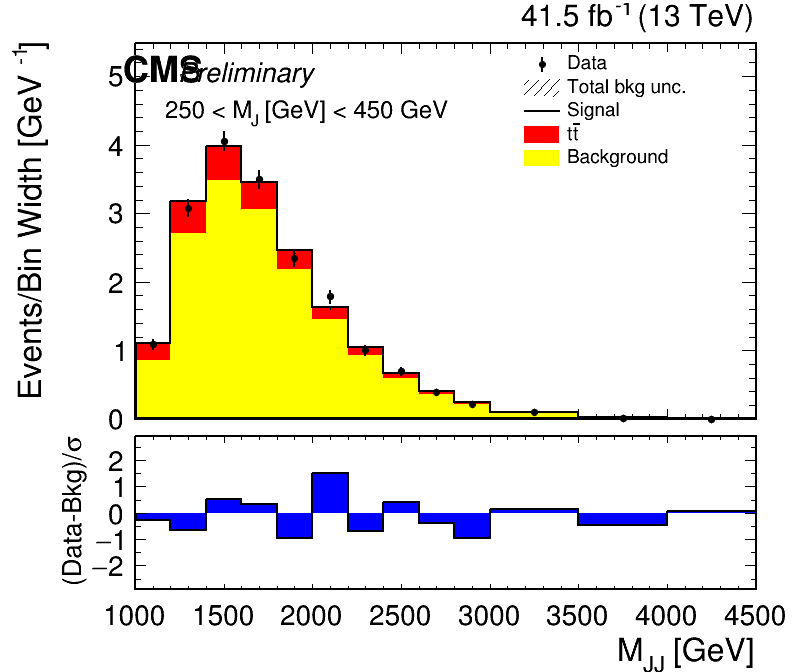 41.5 fb⁻¹ (13 TeV)
CMS Preliminary
250 < M_J [GeV] < 450 GeV
Data
Total bkg unc.
Signal
tt̄
Background
Events/Bin Width [GeV⁻¹]
5
4
3
2
1
0
(Data-Bkg)/σ
2
1
0
−1
−2
1000 1500 2000 2500 3000 3500 4000 4500
M_JJ [GeV]